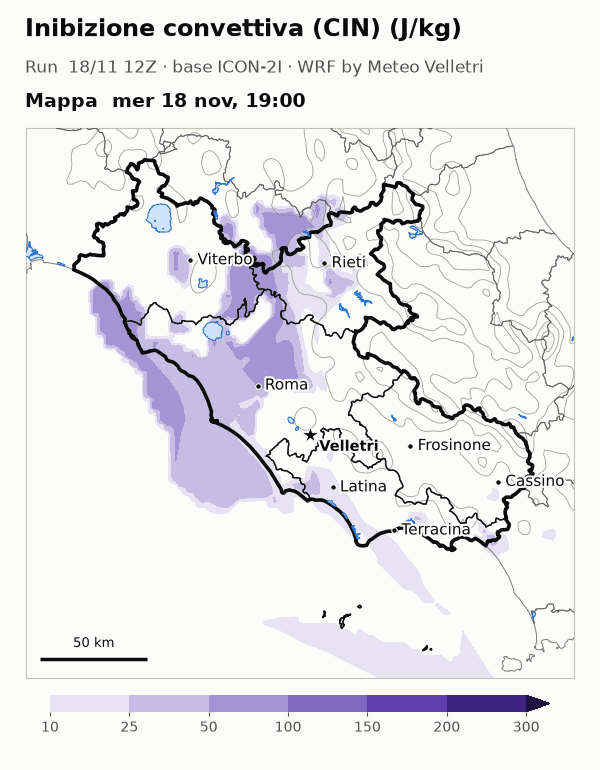 Inibizione convettiva (CIN) (J/kg)
Run  18/11 12Z · base ICON-2I · WRF by Meteo Velletri
Mappa  mer 18 nov, 19:00
Viterbo
Rieti
Roma
Velletri
Frosinone
Latina
Cassino
Terracina
50 km
10 25 50 100 150 200 300